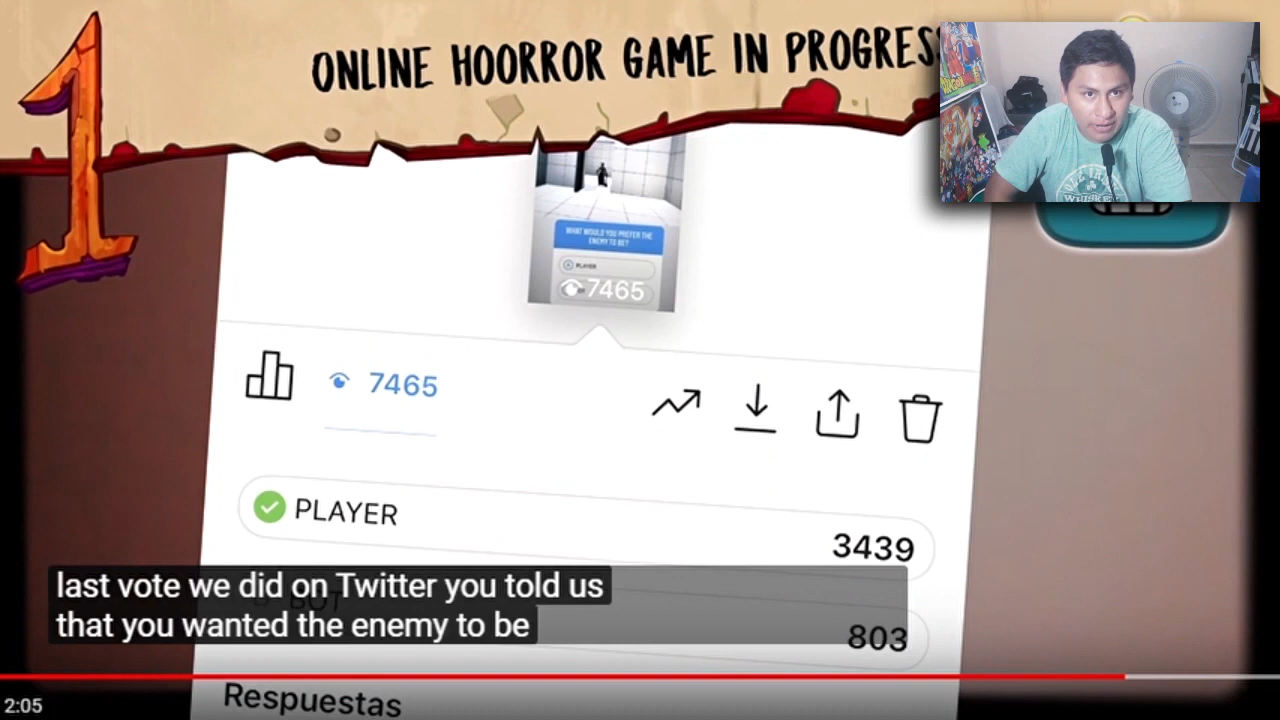 1
ONLINE HOORROR GAME IN PROGRES
WHAT WOULD YOU PREFER THE
ENEMY TO BE?
PLAYER
7465
7465
PLAYER
3439
BOT
803
last vote we did on Twitter you told us
that you wanted the enemy to be
Respuestas
2:05